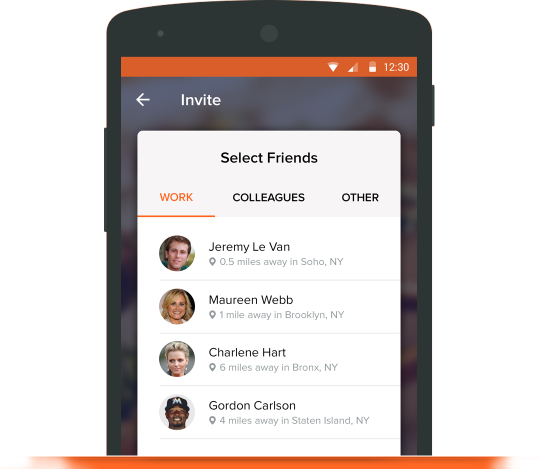 12:30
Invite
Select Friends
WORK COLLEAGUES OTHER
Jeremy Le Van
0.5 miles away in Soho, NY
Maureen Webb
1 mile away in Brooklyn, NY
Charlene Hart
6 miles away in Bronx, NY
Gordon Carlson
4 miles away in Staten Island, NY